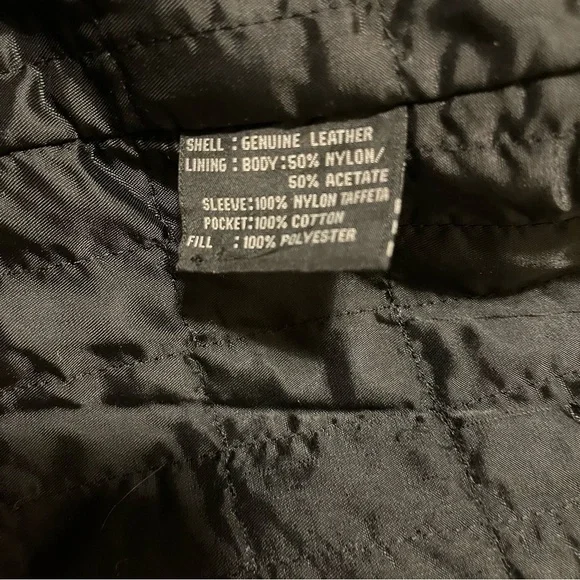 SHELL : GENUINE LEATHER
LINING : BODY : 50% NYLON/
50% ACETATE
SLEEVE : 100% NYLON TAFFETA
POCKET : 100% COTTON
FILL : 100% POLYESTER